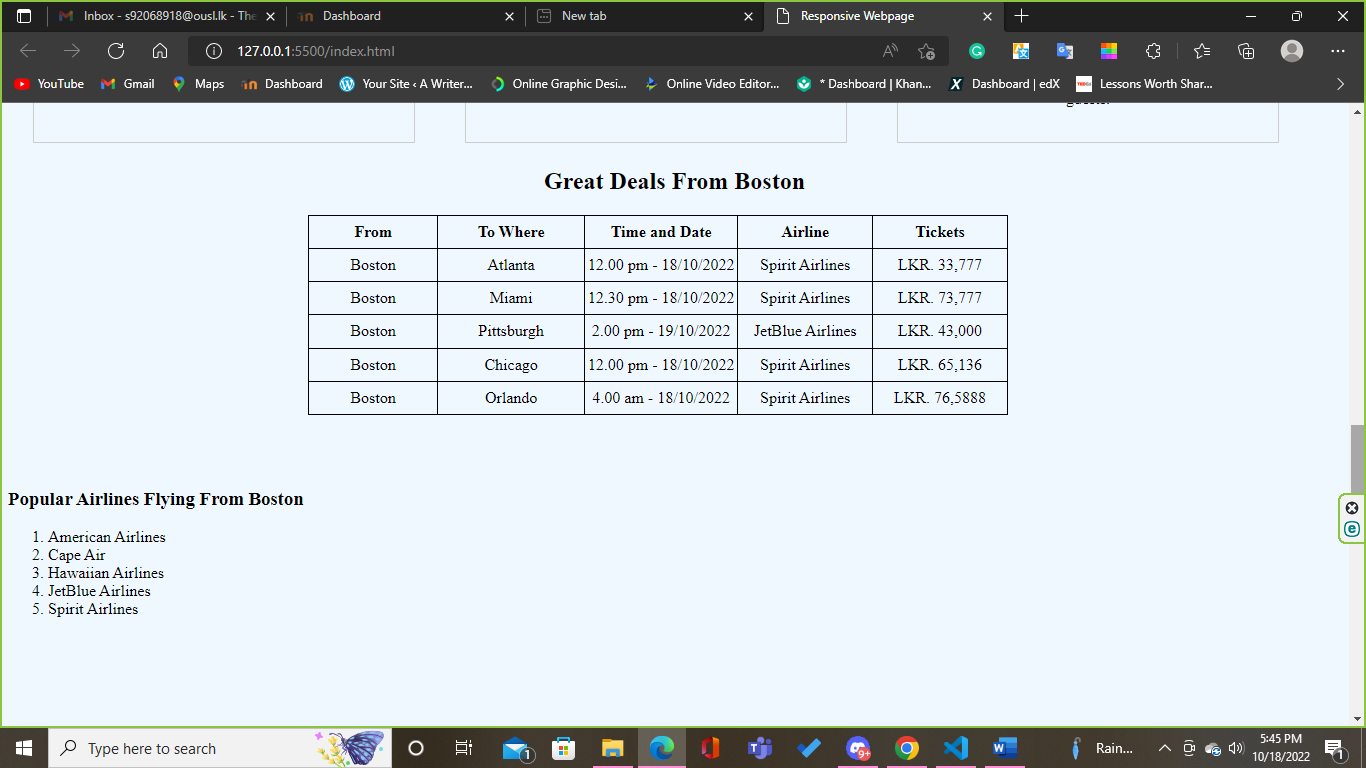 Inbox - s92068918@ousl.lk - The
Dashboard
New tab
Responsive Webpage
127.0.0.1:5500/index.html
YouTube
Gmail
Maps
Dashboard
Your Site ‹ A Writer...
Online Graphic Desi...
Online Video Editor...
* Dashboard | Khan...
Dashboard | edX
Lessons Worth Shar...
Great Deals From Boston
From To Where Time and Date Airline Tickets
Boston Atlanta 12.00 pm - 18/10/2022 Spirit Airlines LKR. 33,777
Boston Miami 12.30 pm - 18/10/2022 Spirit Airlines LKR. 73,777
Boston Pittsburgh 2.00 pm - 19/10/2022 JetBlue Airlines LKR. 43,000
Boston Chicago 12.00 pm - 18/10/2022 Spirit Airlines LKR. 65,136
Boston Orlando 4.00 am - 18/10/2022 Spirit Airlines LKR. 76,5888
Popular Airlines Flying From Boston
1. American Airlines
2. Cape Air
3. Hawaiian Airlines
4. JetBlue Airlines
5. Spirit Airlines
Type here to search
1
9+
Rain...
5:45 PM
10/18/2022
1